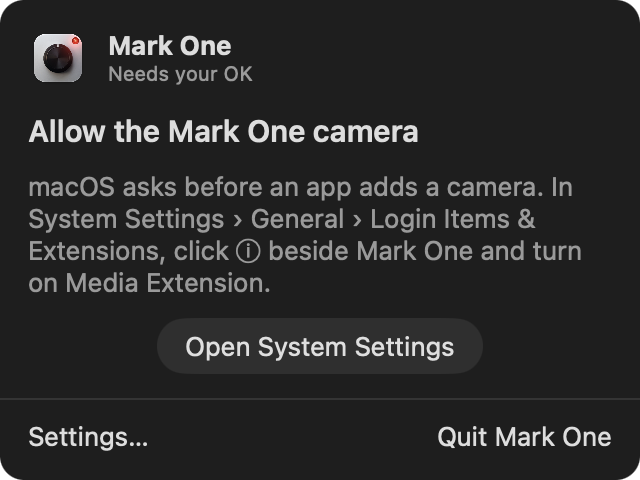 Mark One
Needs your OK
Allow the Mark One camera
macOS asks before an app adds a camera. In
System Settings › General › Login Items &
Extensions, click ⓘ beside Mark One and turn
on Media Extension.
Open System Settings
Settings...
Quit Mark One